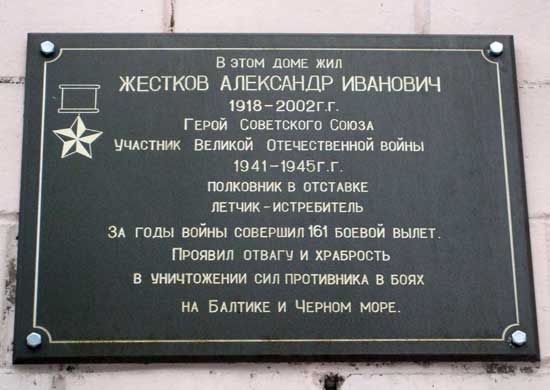 В этом доме жил
Жестков Александр Иванович
1918-2002г.г.
Герой Советского Союза
Участник Великой Отечественной войны
1941-1945г.г.
полковник в отставке
летчик-истребитель
За годы войны совершил 161 боевой вылет.
Проявил отвагу и храбрость
в уничтожении сил противника в боях
на Балтике и Черном море.